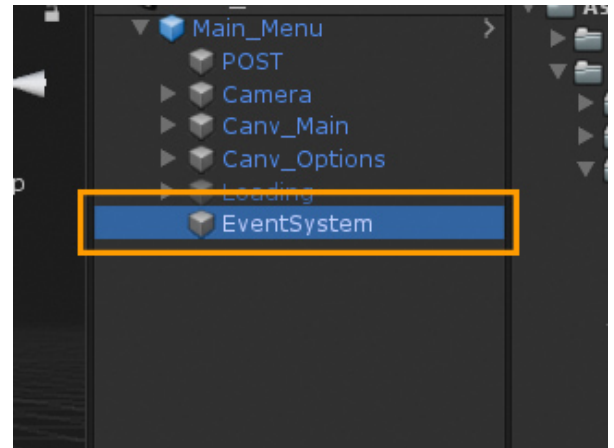 Main_Menu
POST
Camera
Canv_Main
Canv_Options
Loading
EventSystem